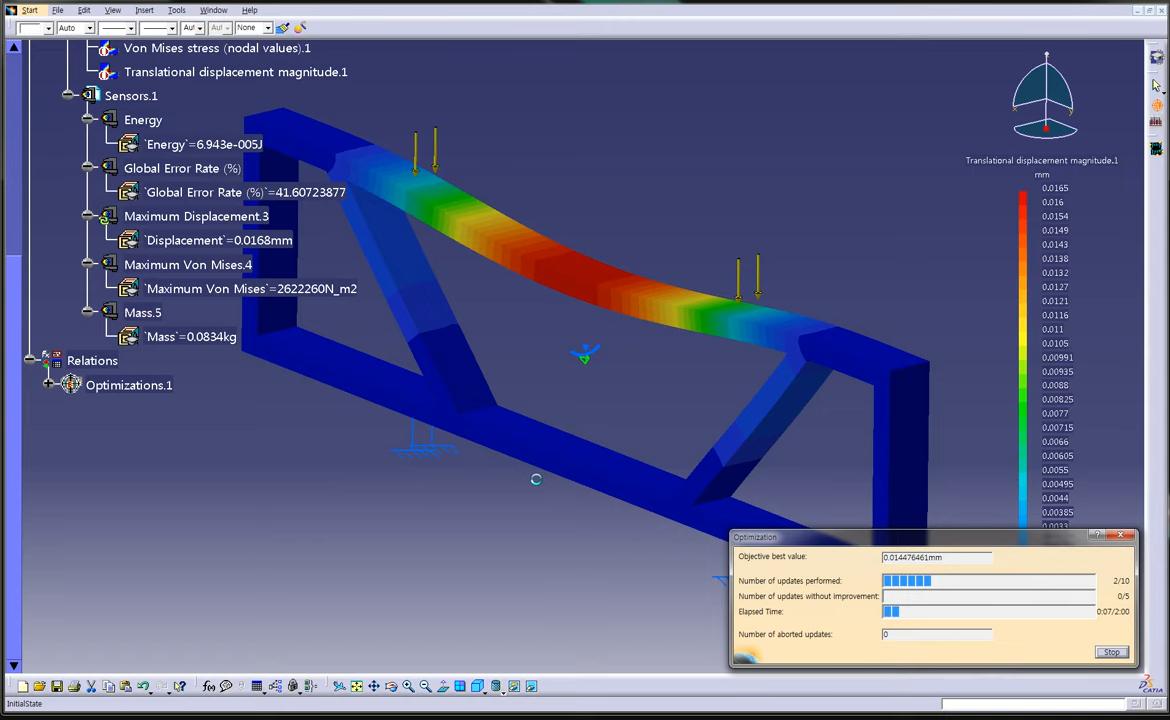 Start File Edit View Insert Tools Window Help
Auto Aut Aut None
Von Mises stress (nodal values).1
Translational displacement magnitude.1
Sensors.1
Energy
`Energy`=6.943e-005J
Global Error Rate (%)
`Global Error Rate (%)`=41.60723877
Maximum Displacement.3
`Displacement`=0.0168mm
Maximum Von Mises.4
`Maximum Von Mises`=2622260N_m2
Mass.5
`Mass`=0.0834kg
Relations
Optimizations.1
Translational displacement magnitude.1
mm
0.0165
0.016
0.0154
0.0149
0.0143
0.0138
0.0132
0.0127
0.0121
0.0116
0.011
0.0105
0.00991
0.00935
0.0088
0.00825
0.0077
0.00715
0.0066
0.00605
0.0055
0.00495
0.0044
0.00385
0.0033
Optimization
Objective best value: 0.014476461mm
Number of updates performed: 2/10
Number of updates without improvement: 0/5
Elapsed Time: 0:07/2:00
Number of aborted updates: 0
Stop
f(x)
CATIA
InitialState